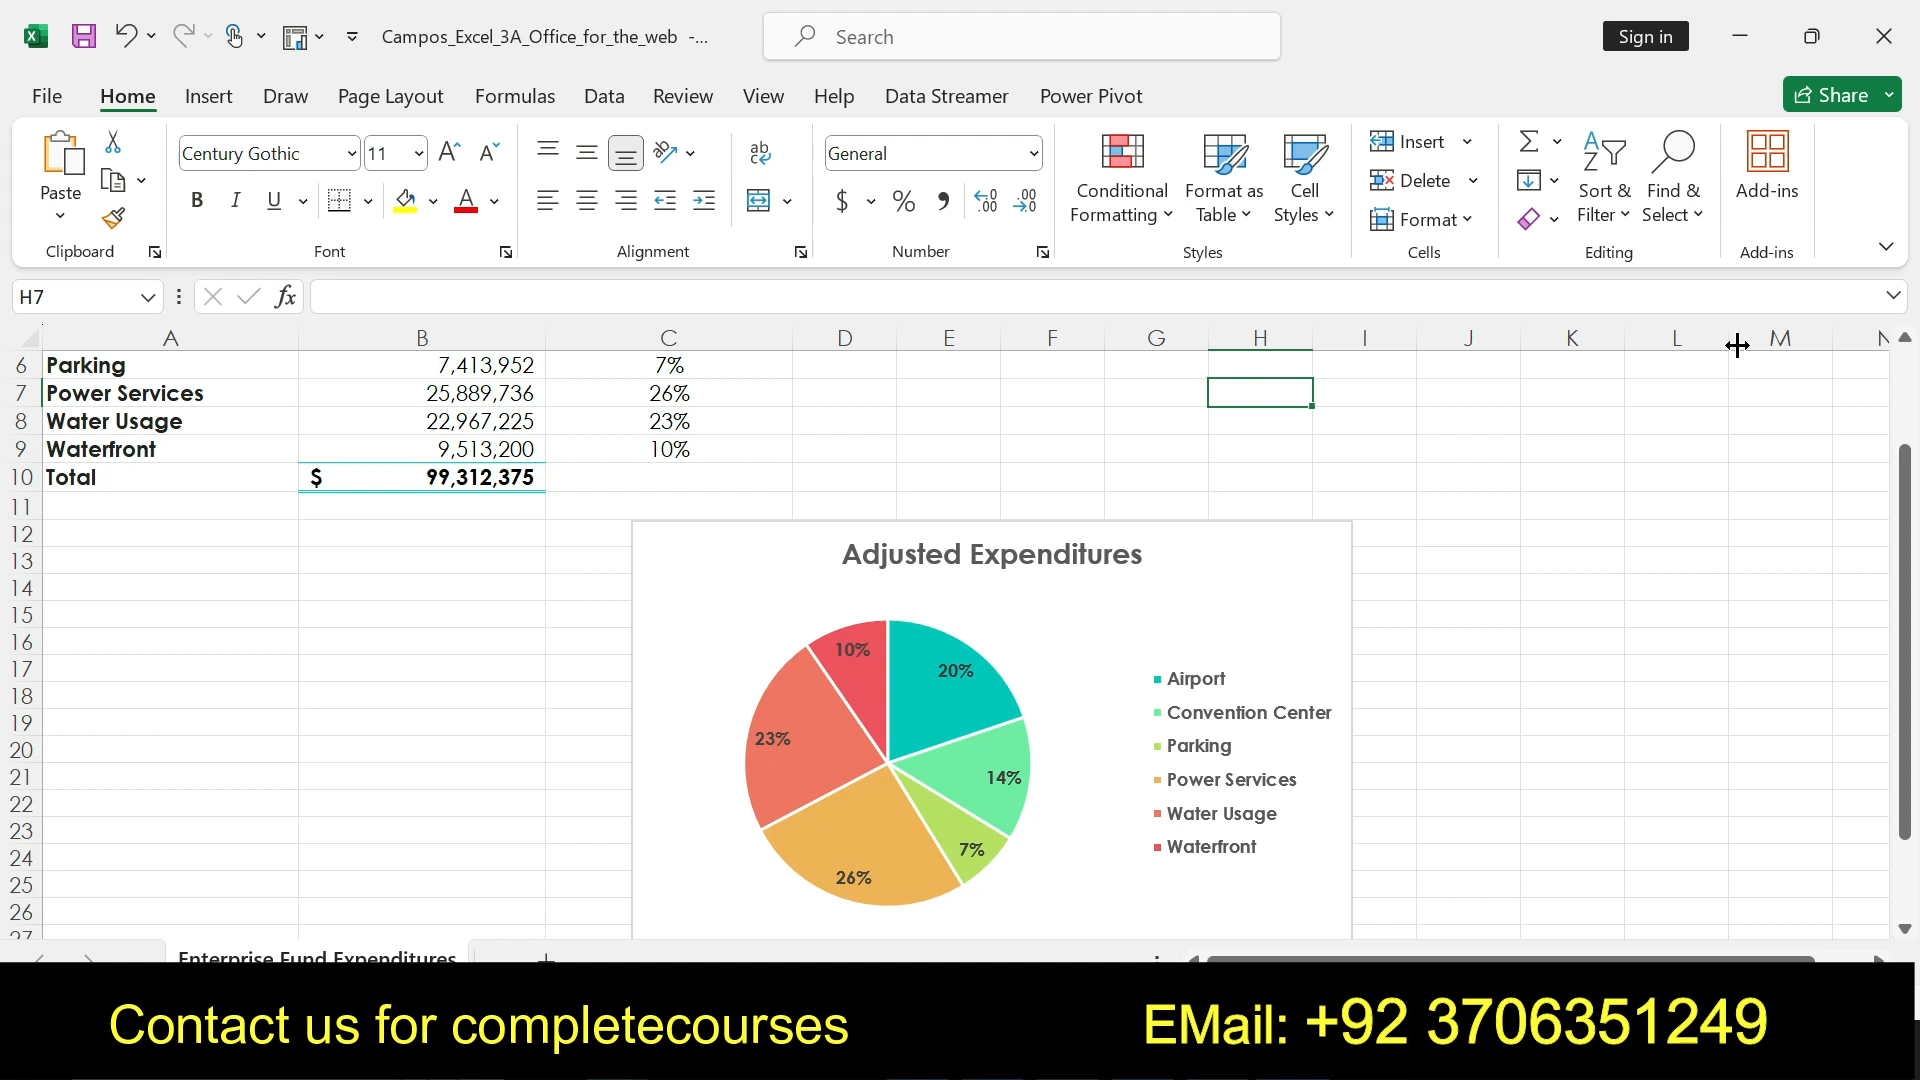 Campos_Excel_3A_Office_for_the_web -...
Search
Sign in
File Home Insert Draw Page Layout Formulas Data Review View Help Data Streamer Power Pivot
Share
Paste
Clipboard
Century Gothic 11
B I U
Font
ab
Alignment
General
$ % 9 .00 .00
Number
Conditional Formatting
Format as Table
Cell Styles
Styles
Insert
Delete
Format
Cells
Sort & Filter
Find & Select
Editing
Add-ins
Add-ins
H7
fx
A B C D E F G H I J K L M N
6 Parking 7,413,952 7%
7 Power Services 25,889,736 26%
8 Water Usage 22,967,225 23%
9 Waterfront 9,513,200 10%
10 Total $ 99,312,375
11
12
13
14
15
16
17
18
19
20
21
22
23
24
25
26
27
Adjusted Expenditures
10%
20%
23%
14%
7%
26%
Airport
Convention Center
Parking
Power Services
Water Usage
Waterfront
Enterprise Fund Expenditures
Contact us for completecourses
EMail: +92 3706351249